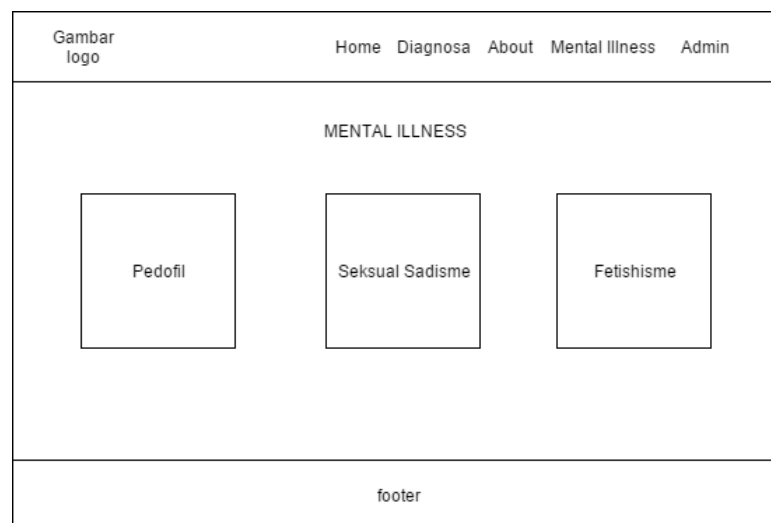 Gambar
logo
Home Diagnosa About Mental Illness Admin
MENTAL ILLNESS
Pedofil
Seksual Sadisme
Fetishisme
footer